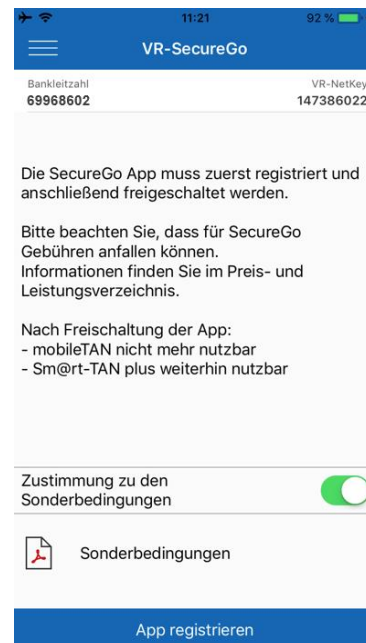 11:21
92 %
VR-SecureGo
Bankleitzahl
VR-NetKey
69968602
147386022
Die SecureGo App muss zuerst registriert und
anschließend freigeschaltet werden.
Bitte beachten Sie, dass für SecureGo
Gebühren anfallen können.
Informationen finden Sie im Preis- und
Leistungsverzeichnis.
Nach Freischaltung der App:
- mobileTAN nicht mehr nutzbar
- Sm@rt-TAN plus weiterhin nutzbar
Zustimmung zu den
Sonderbedingungen
Sonderbedingungen
App registrieren